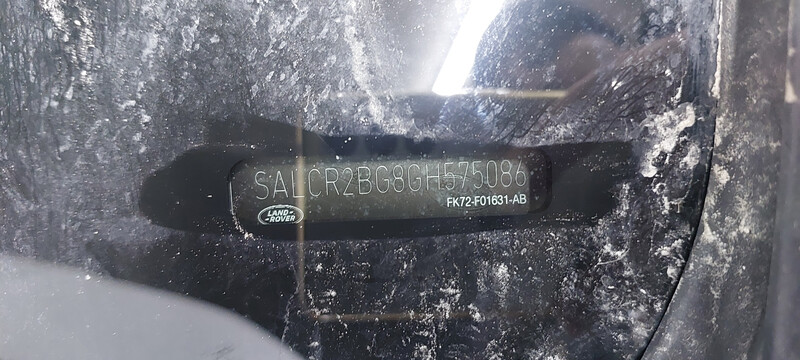 SALCR2BG8GH575086
LAND-
-ROVER
FK72-F01631-AB